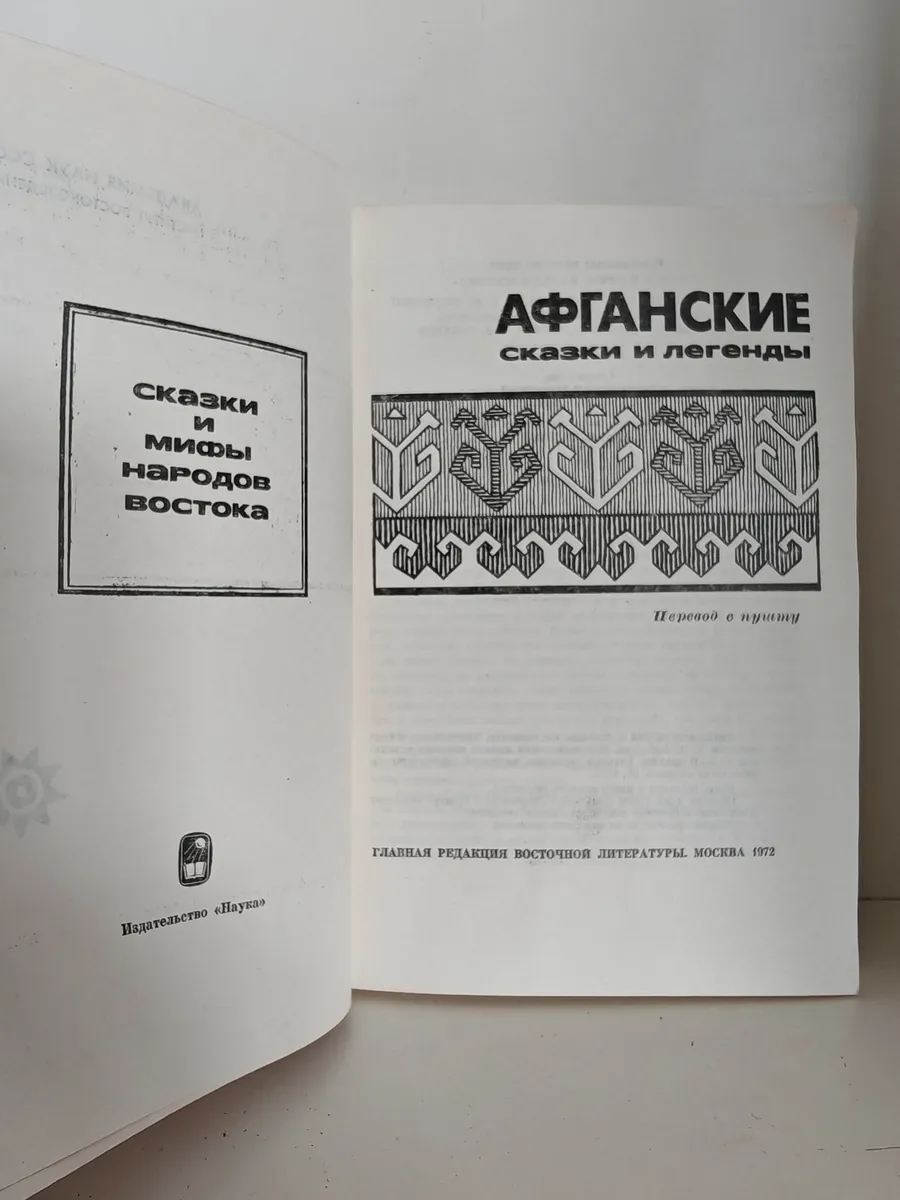 сказки
и
мифы
народов
востока
Издательство «Наука»
АФГАНСКИЕ
сказки и легенды
Перевод с пушту
ГЛАВНАЯ РЕДАКЦИЯ ВОСТОЧНОЙ ЛИТЕРАТУРЫ. МОСКВА 1972